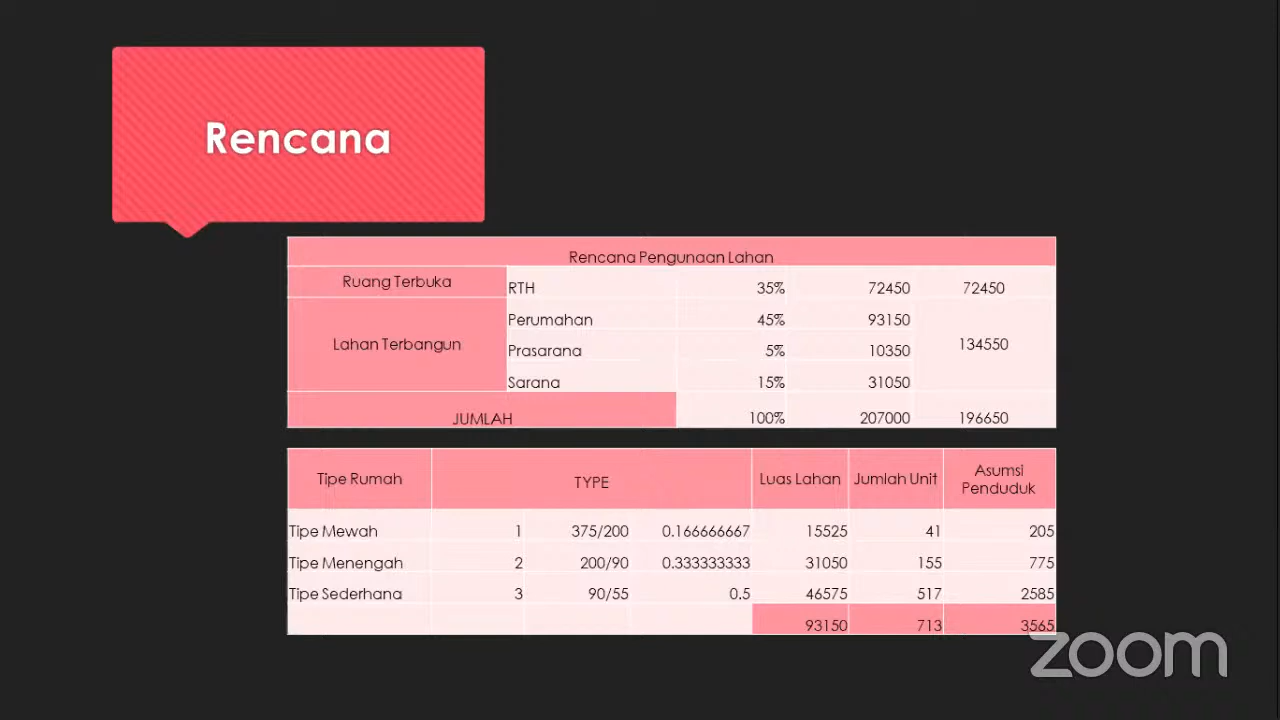 Rencana
Rencana Pengunaan Lahan
Ruang Terbuka RTH 35% 72450 72450
Lahan Terbangun Perumahan 45% 93150 134550
Prasarana 5% 10350
Sarana 15% 31050
JUMLAH 100% 207000 196650
Tipe Rumah TYPE Luas Lahan Jumlah Unit Asumsi Penduduk
Tipe Mewah 1 375/200 0.166666667 15525 41 205
Tipe Menengah 2 200/90 0.333333333 31050 155 775
Tipe Sederhana 3 90/55 0.5 46575 517 2585
93150 713 3565
zoom